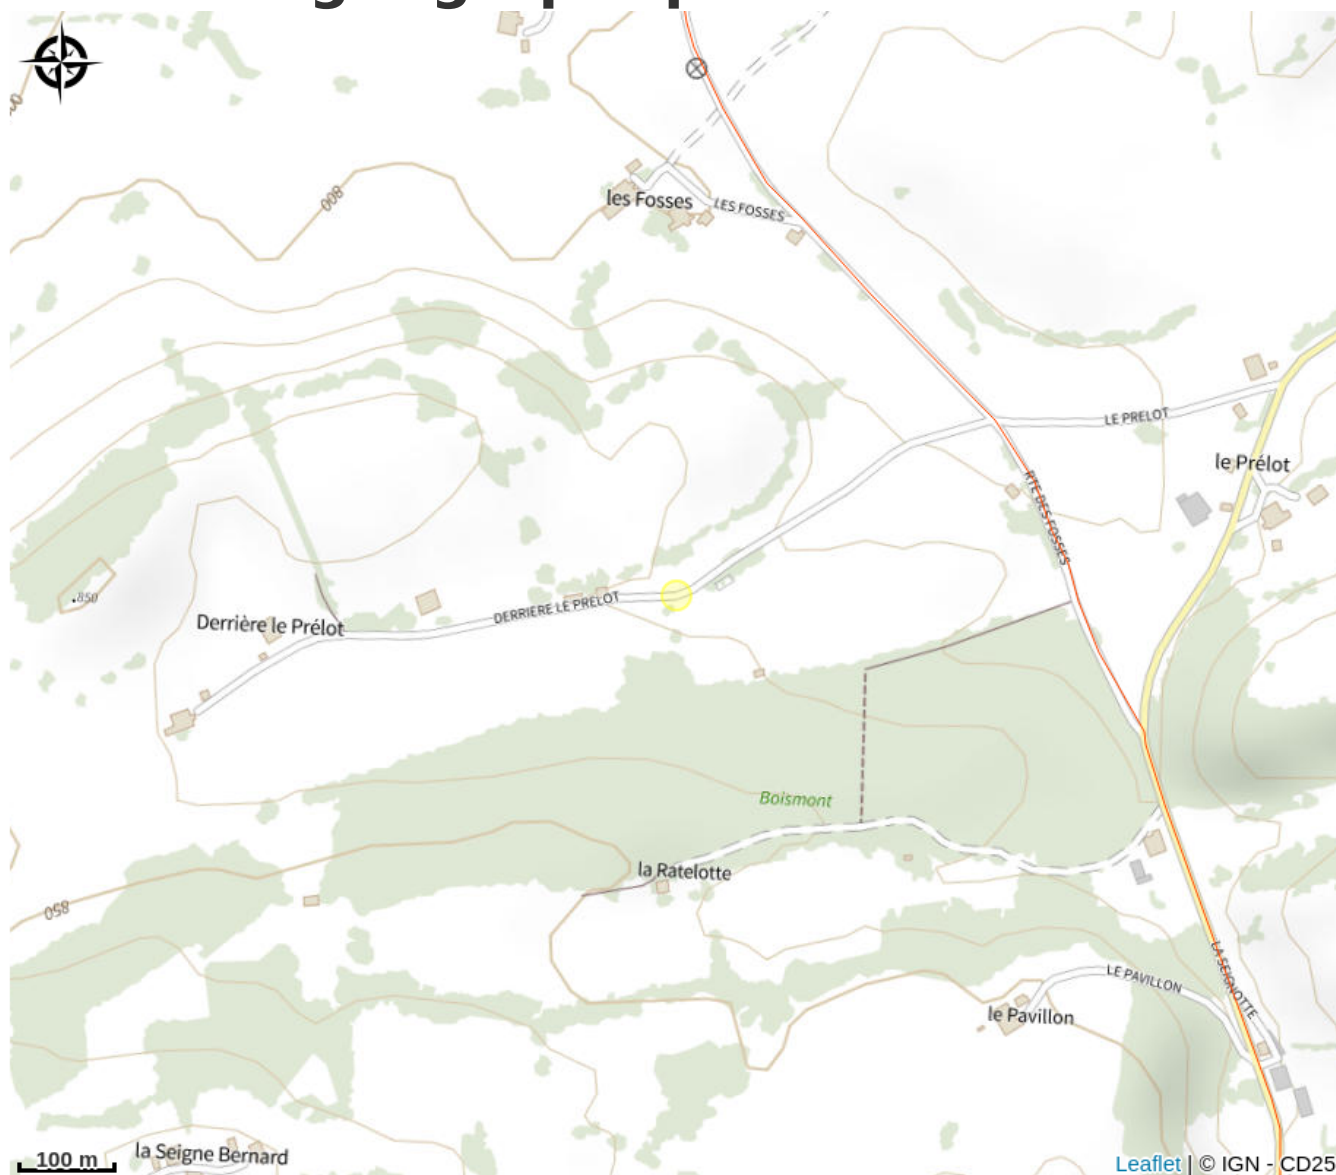 800
les Fosses
LES FOSSES
LE PRELOT
le Prélot
RTE DES FOSSES
850
DERRIERE LE PRELOT
Derrière le Prélot
Boismont
la Ratelotte
850
LA SEIGNOTTE
LE PAVILLON
le Pavillon
la Seigne Bernard
100 m
Leaflet | © IGN - CD25